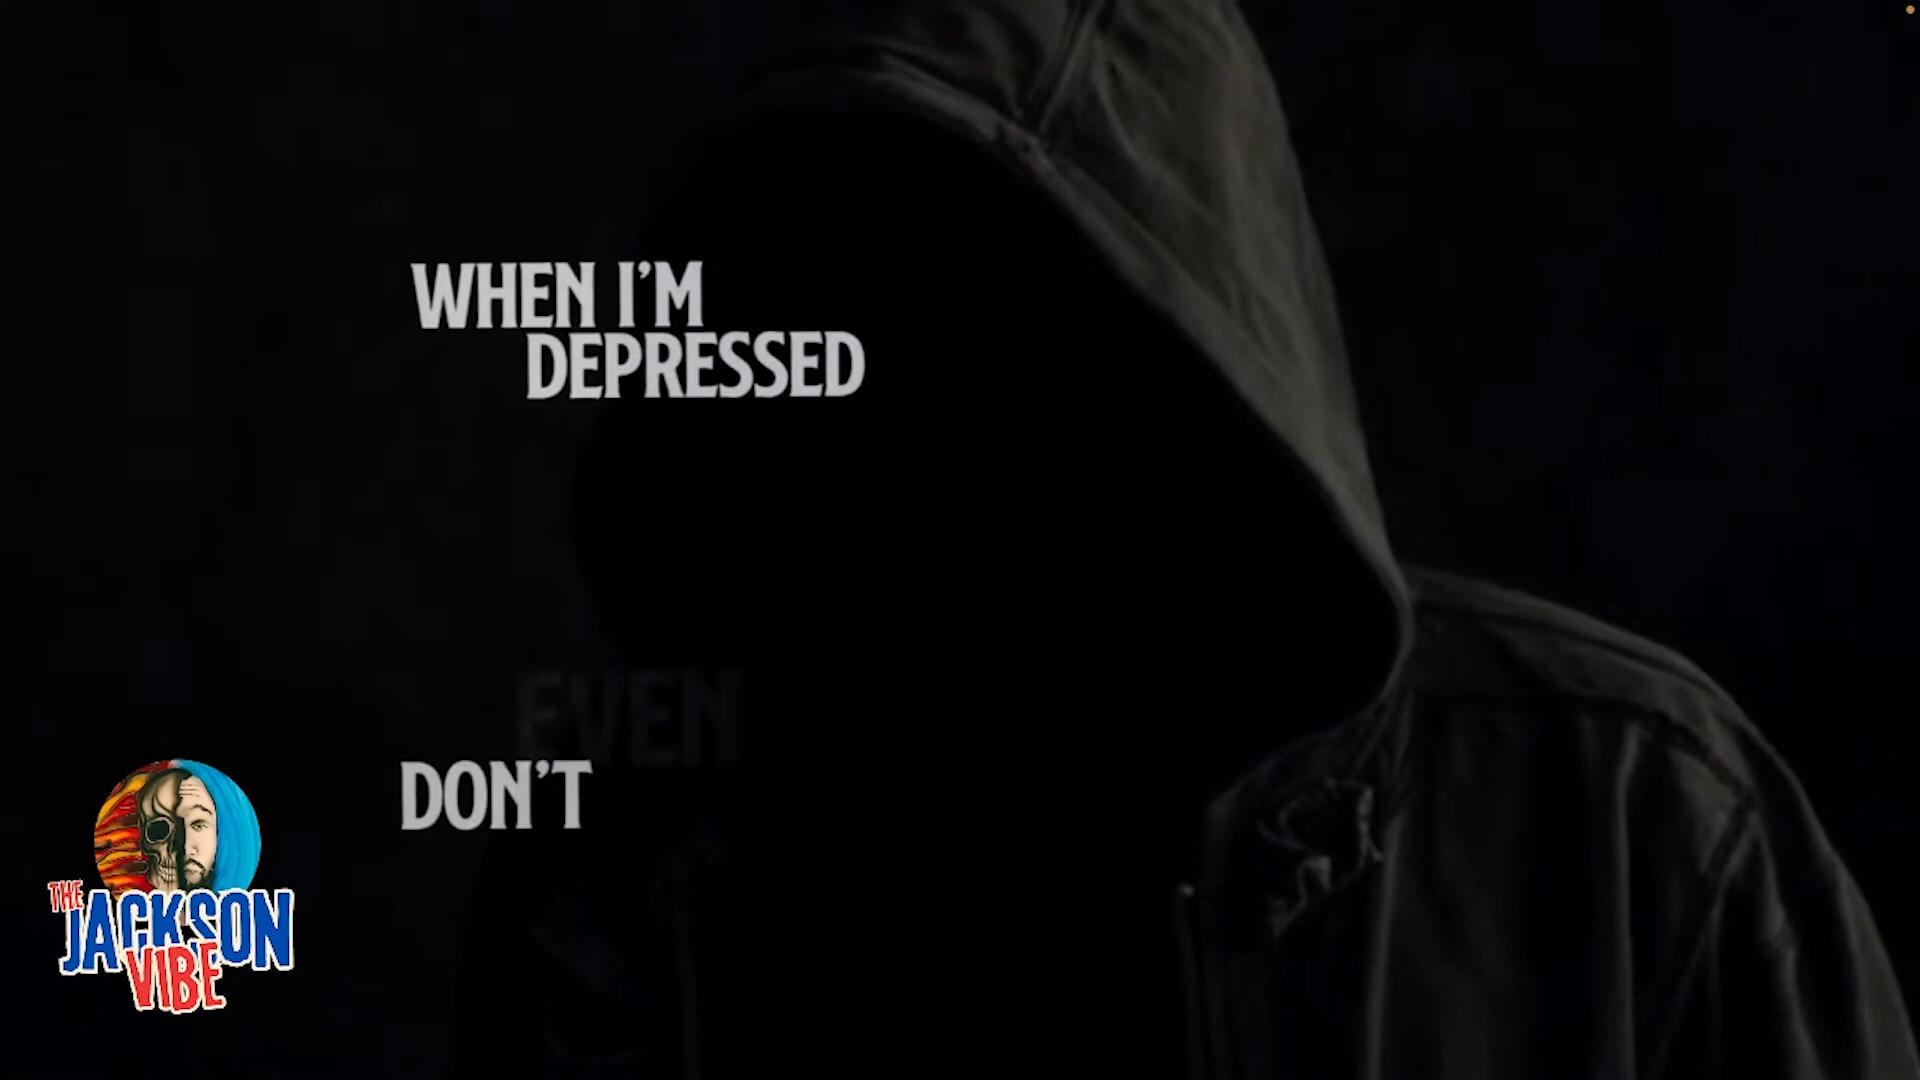 WHEN I'M
DEPRESSED
EVEN
DON'T
THE
JACKSON
VIBE